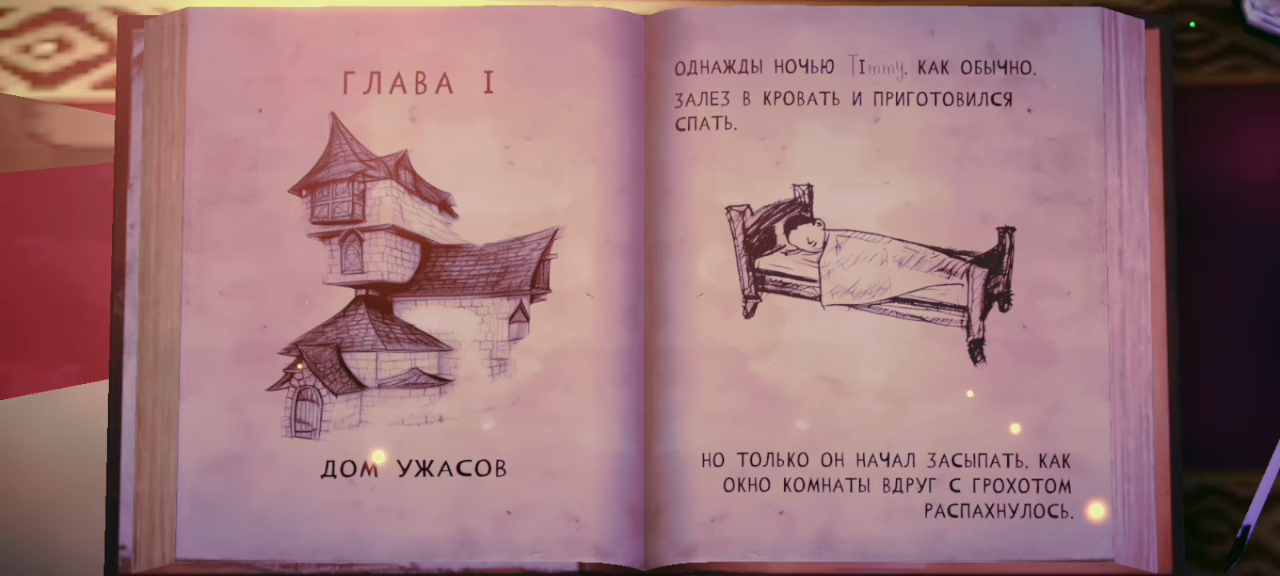 ГЛАВА I
ДОМ УЖАСОВ
ОДНАЖДЫ НОЧЬЮ TImmy, КАК ОБЫЧНО,
ЗАЛЕЗ В КРОВАТЬ И ПРИГОТОВИЛСЯ
СПАТЬ.
НО ТОЛЬКО ОН НАЧАЛ ЗАСЫПАТЬ, КАК
ОКНО КОМНАТЫ ВДРУГ С ГРОХОТОМ
РАСПАХНУЛОСЬ.